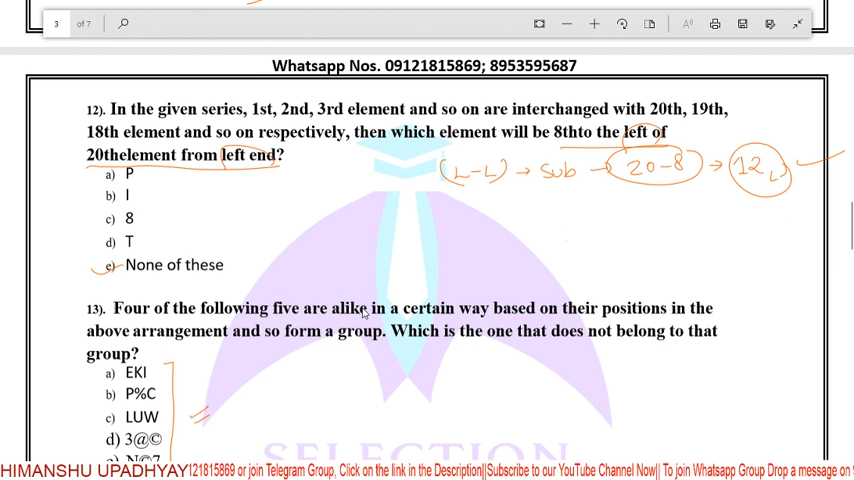 3 of 7
Whatsapp Nos. 09121815869; 8953595687
12). In the given series, 1st, 2nd, 3rd element and so on are interchanged with 20th, 19th,
18th element and so on respectively, then which element will be 8thto the left of
20thelement from left end?
(L-L) → Sub → 20-8 → 12 L
a) P
b) I
c) 8
d) T
e) None of these
13). Four of the following five are alike in a certain way based on their positions in the
above arrangement and so form a group. Which is the one that does not belong to that
group?
a) EKI
b) P%C
c) LUW
d) 3@©
e) N©7
SELECTION
HIMANSHU UPADHYAY 121815869 or join Telegram Group, Click on the link in the Description||Subscribe to our YouTube Channel Now|| To join Whatsapp Group Drop a message on